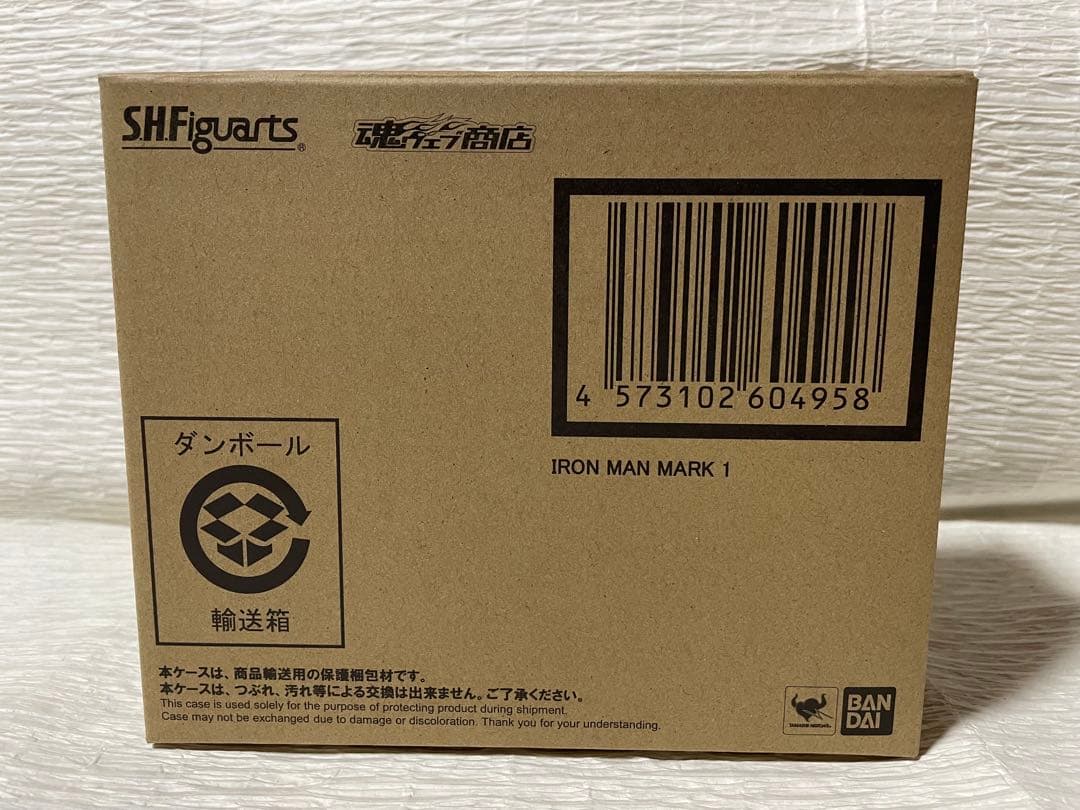 S.H.Figuarts®
魂ウェブ商店
4 573102 604958
IRON MAN MARK 1
ダンボール
輸送箱
本ケースは、商品輸送用の保護梱包材です。
本ケースは、つぶれ、汚れ等による交換は出来ません。ご了承ください。
This case is used solely for the purpose of protecting product during shipment.
Case may not be exchanged due to damage or discoloration. Thank you for your understanding.
TAMASHII NATIONS
BAN
DAI